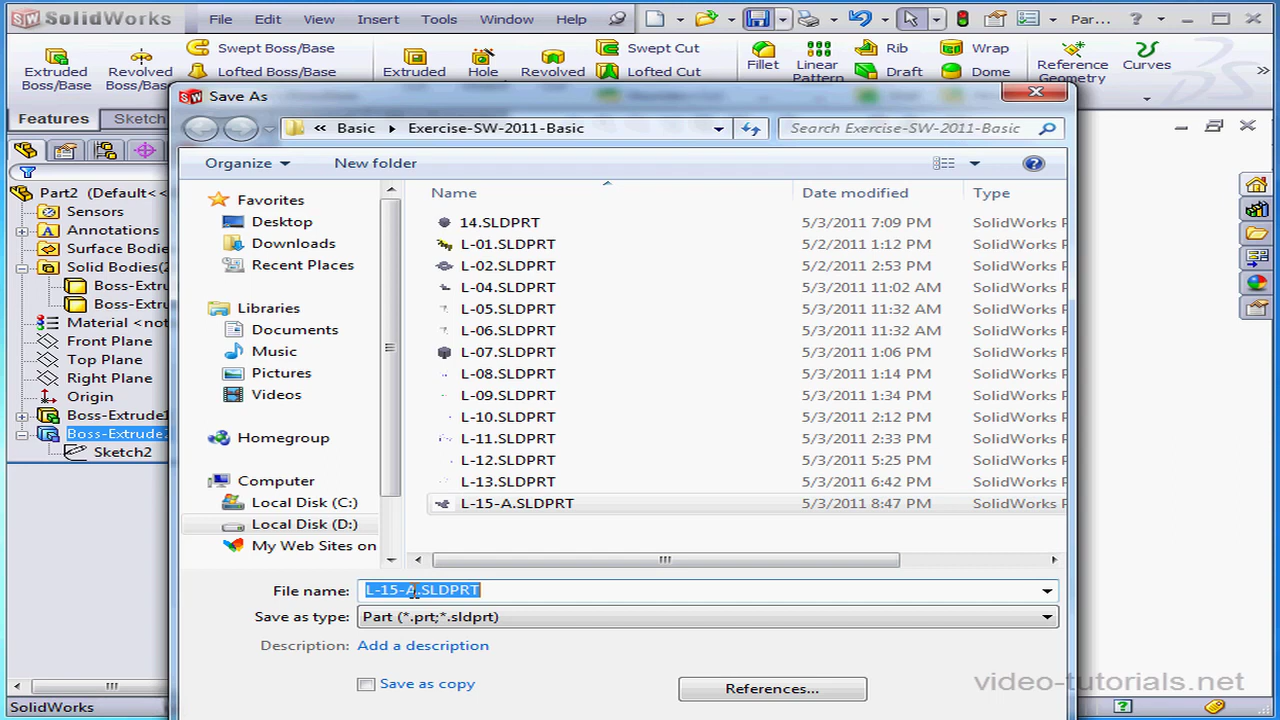 SolidWorks File Edit View Insert Tools Window Help Par... ?
Extruded Boss/Base Revolved Boss/Base Swept Boss/Base Lofted Boss/Base Extruded Hole Revolved Swept Cut Lofted Cut Fillet Linear Pattern Rib Draft Wrap Dome Reference Geometry Curves
Features Sketch
Save As
« Basic Exercise-SW-2011-Basic Search Exercise-SW-2011-Basic
Organize New folder
Part2 (Default<<
Sensors
Annotations
Surface Bodie
Solid Bodies(2
Boss-Extru
Boss-Extru
Material <not
Front Plane
Top Plane
Right Plane
Origin
Boss-Extrude1
Boss-Extrude2
Sketch2
Favorites
Desktop
Downloads
Recent Places
Libraries
Documents
Music
Pictures
Videos
Homegroup
Computer
Local Disk (C:)
Local Disk (D:)
My Web Sites on
Name Date modified Type
14.SLDPRT 5/3/2011 7:09 PM SolidWorks P
L-01.SLDPRT 5/2/2011 1:12 PM SolidWorks P
L-02.SLDPRT 5/2/2011 2:53 PM SolidWorks P
L-04.SLDPRT 5/3/2011 11:02 AM SolidWorks P
L-05.SLDPRT 5/3/2011 11:32 AM SolidWorks P
L-06.SLDPRT 5/3/2011 11:32 AM SolidWorks P
L-07.SLDPRT 5/3/2011 1:06 PM SolidWorks P
L-08.SLDPRT 5/3/2011 1:14 PM SolidWorks P
L-09.SLDPRT 5/3/2011 1:34 PM SolidWorks P
L-10.SLDPRT 5/3/2011 2:12 PM SolidWorks P
L-11.SLDPRT 5/3/2011 2:33 PM SolidWorks P
L-12.SLDPRT 5/3/2011 5:25 PM SolidWorks P
L-13.SLDPRT 5/3/2011 6:42 PM SolidWorks P
L-15-A.SLDPRT 5/3/2011 8:47 PM SolidWorks P
File name: L-15-A.SLDPRT
Save as type: Part (*.prt;*.sldprt)
Description: Add a description
Save as copy
References...
SolidWorks
video-tutorials.net